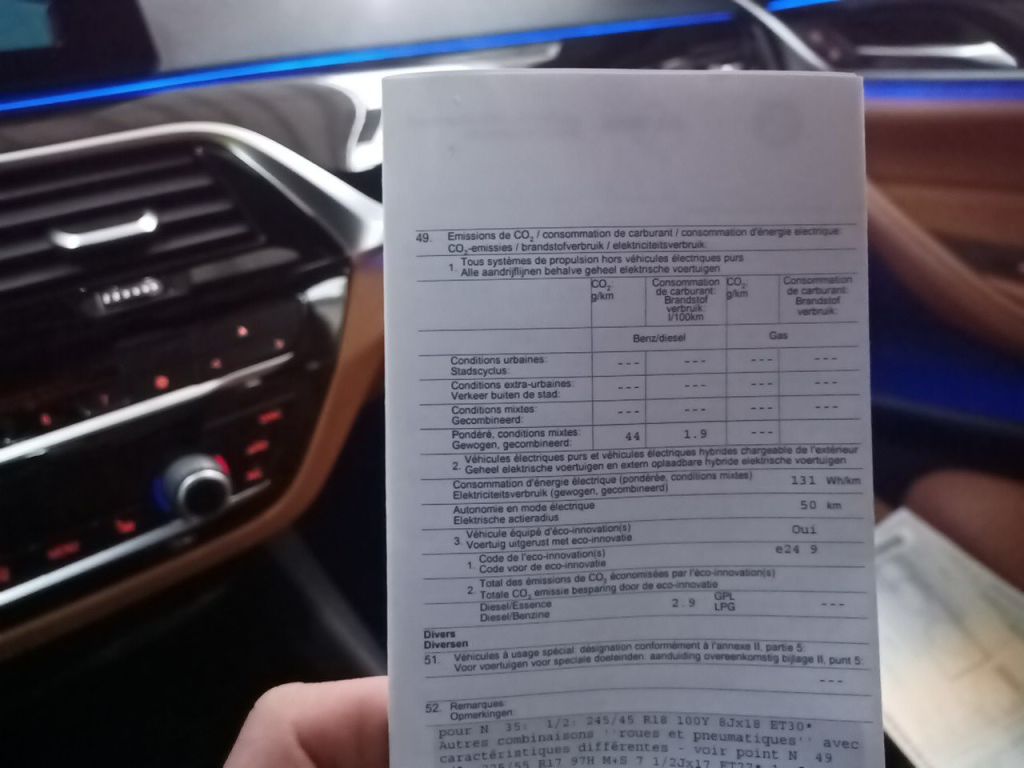 49. Emissions de CO2 / consommation de carburant / consommation d'énergie electrique:
CO2-emissies / brandstofverbruik / elektriciteitsverbruik:
1. Tous systèmes de propulsion hors véhicules électriques purs
Alle aandrijflijnen behalve geheel elektrische voertuigen
CO2: g/km Consommation de carburant: Brandstof verbruik: l/100km CO2: g/km Consommation de carburant: Brandstof verbruik:
Benz/diesel Gas
Conditions urbaines: --- --- --- ---
Stadscyclus:
Conditions extra-urbaines: --- --- --- ---
Verkeer buiten de stad:
Conditions mixtes: --- --- --- ---
Gecombineerd:
Pondéré, conditions mixtes: 44 1.9 ---
Gewogen, gecombineerd:
2. Véhicules électriques purs et véhicules électriques hybrides chargeable de l'extérieur
Geheel elektrische voertuigen en extern oplaadbare hybride elektrische voertuigen
Consommation d'énergie électrique (pondérée, conditions mixtes) 131 Wh/km
Elektriciteitsverbruik (gewogen, gecombineerd)
Autonomie en mode électrique 50 km
Elektrische actieradius
3. Véhicule équipé d'éco-innovation(s) Oui
Voertuig uitgerust met eco-innovatie
1. Code de l'eco-innovation(s) e24 9
Code voor de eco-innovatie
2. Total des émissions de CO2 économisées par l'éco-innovation(s)
Totale CO2 emissie besparing door de eco-innovatie
Diesel/Essence 2.9 GPL ---
Diesel/Benzine LPG
Divers
Diversen
51. Véhicules à usage spécial: désignation conformément à l'annexe II, partie 5:
Voor voertuigen voor speciale doeleinden: aanduiding overeenkomstig bijlage II, punt 5:
---
52. Remarques:
Opmerkingen:
pour N 35: 1/2: 245/45 R18 100Y 8Jx18 ET30*
Autres combinaisons ''roues et pneumatiques'' avec
caractéristiques différentes - voir point N 49
225/55 R17 97H M+S 7 1/2Jx17 ET27*